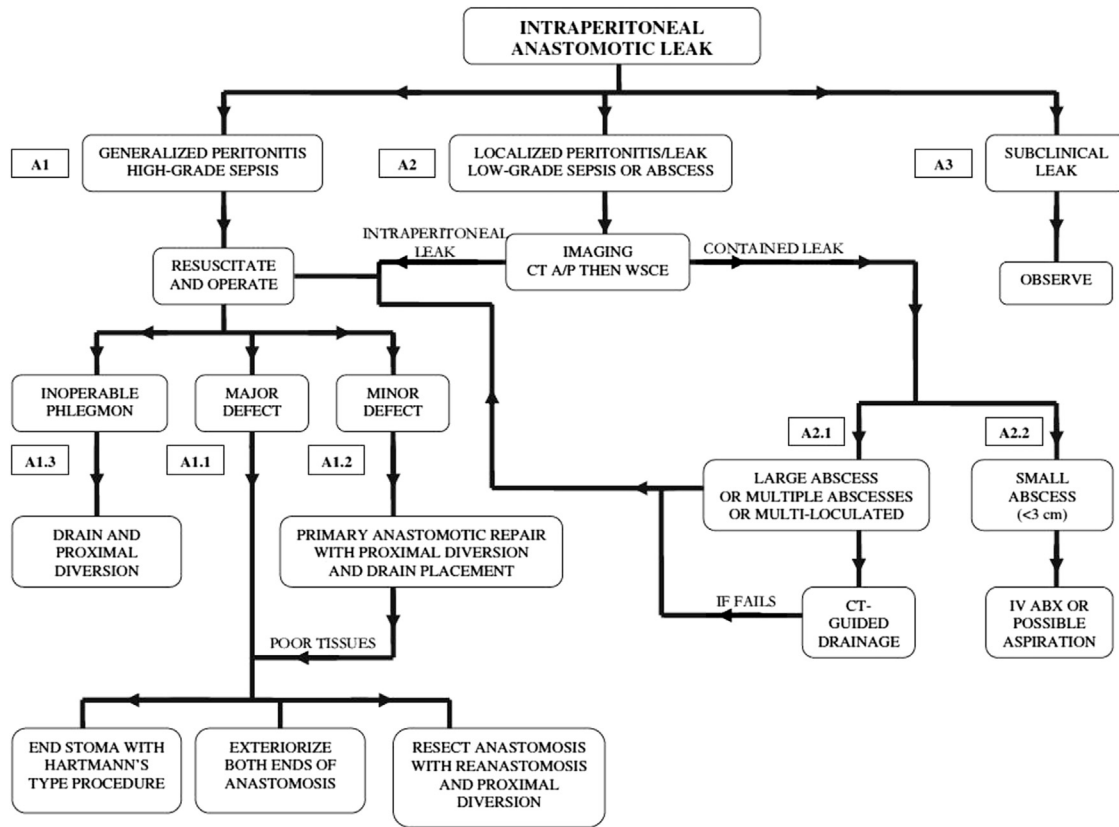 INTRAPERITONEAL
ANASTOMOTIC LEAK
A1
GENERALIZED PERITONITIS
HIGH-GRADE SEPSIS
A2
LOCALIZED PERITONITIS/LEAK
LOW-GRADE SEPSIS OR ABSCESS
A3
SUBCLINICAL
LEAK
RESUSCITATE
AND OPERATE
INTRAPERITONEAL
LEAK
IMAGING
CT A/P THEN WSCE
CONTAINED LEAK
OBSERVE
INOPERABLE
PHLEGMON
MAJOR
DEFECT
MINOR
DEFECT
A1.3
A1.1
A1.2
A2.1
A2.2
LARGE ABSCESS
OR MULTIPLE ABSCESSES
OR MULTI-LOCULATED
SMALL
ABSCESS
(<3 cm)
DRAIN AND
PROXIMAL
DIVERSION
PRIMARY ANASTOMOTIC REPAIR
WITH PROXIMAL DIVERSION
AND DRAIN PLACEMENT
IF FAILS
CT-
GUIDED
DRAINAGE
IV ABX OR
POSSIBLE
ASPIRATION
POOR TISSUES
END STOMA WITH
HARTMANN'S
TYPE PROCEDURE
EXTERIORIZE
BOTH ENDS OF
ANASTOMOSIS
RESECT ANASTOMOSIS
WITH REANASTOMOSIS
AND PROXIMAL
DIVERSION